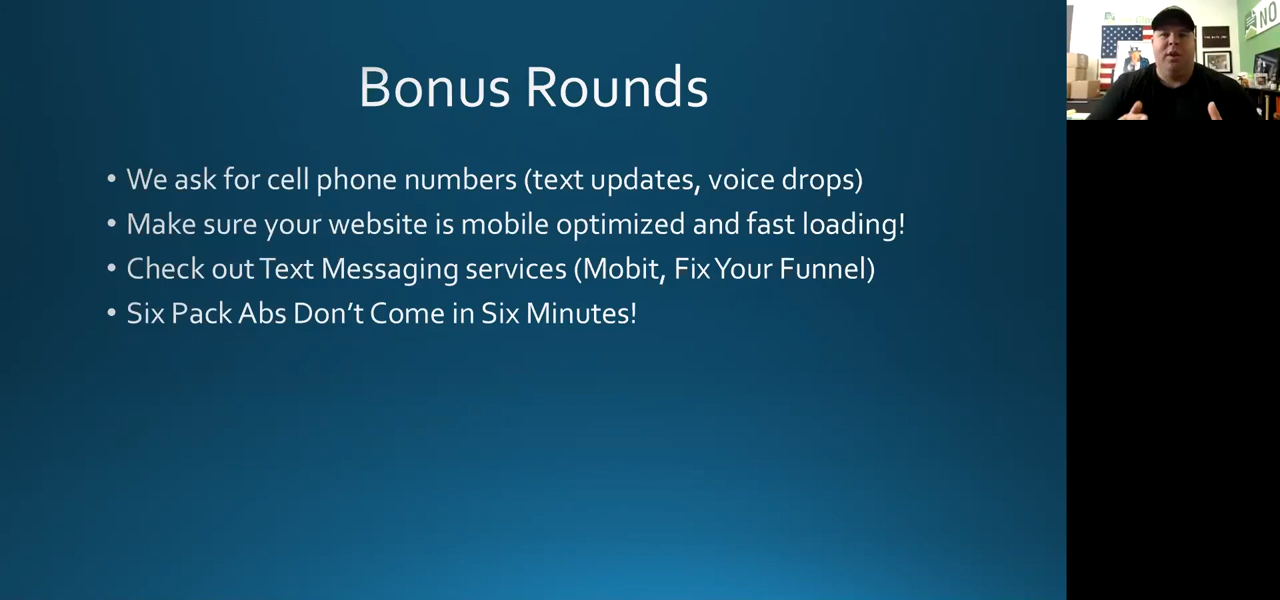 Bonus Rounds
• We ask for cell phone numbers (text updates, voice drops)
• Make sure your website is mobile optimized and fast loading!
• Check out Text Messaging services (Mobit, Fix Your Funnel)
• Six Pack Abs Don't Come in Six Minutes!
NO